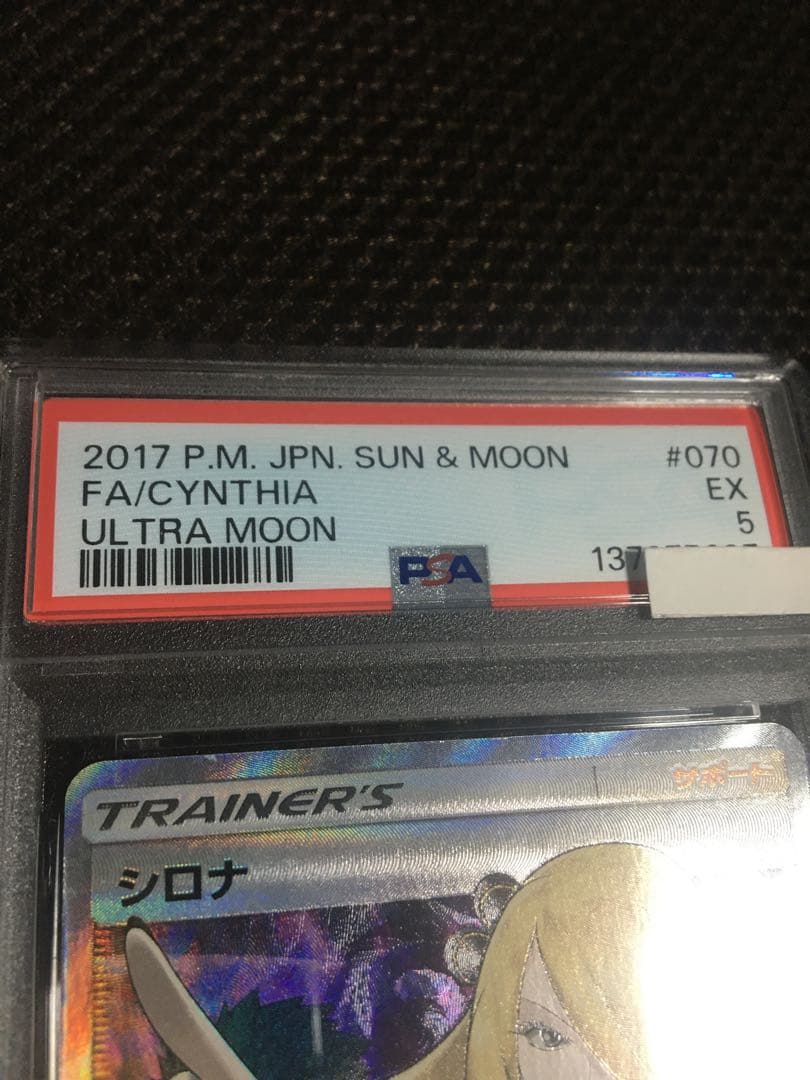 2017 P.M. JPN. SUN & MOON #070
FA/CYNTHIA EX
ULTRA MOON 5
PSA
TRAINER'S サポート
シロナ